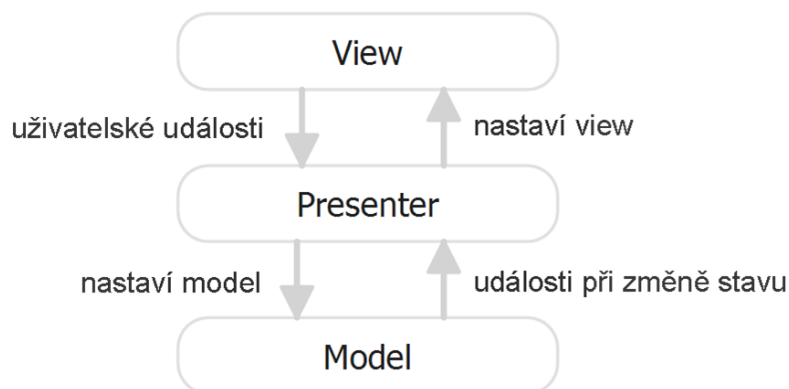 View
uživatelské události
nastaví view
Presenter
nastaví model
události při změně stavu
Model